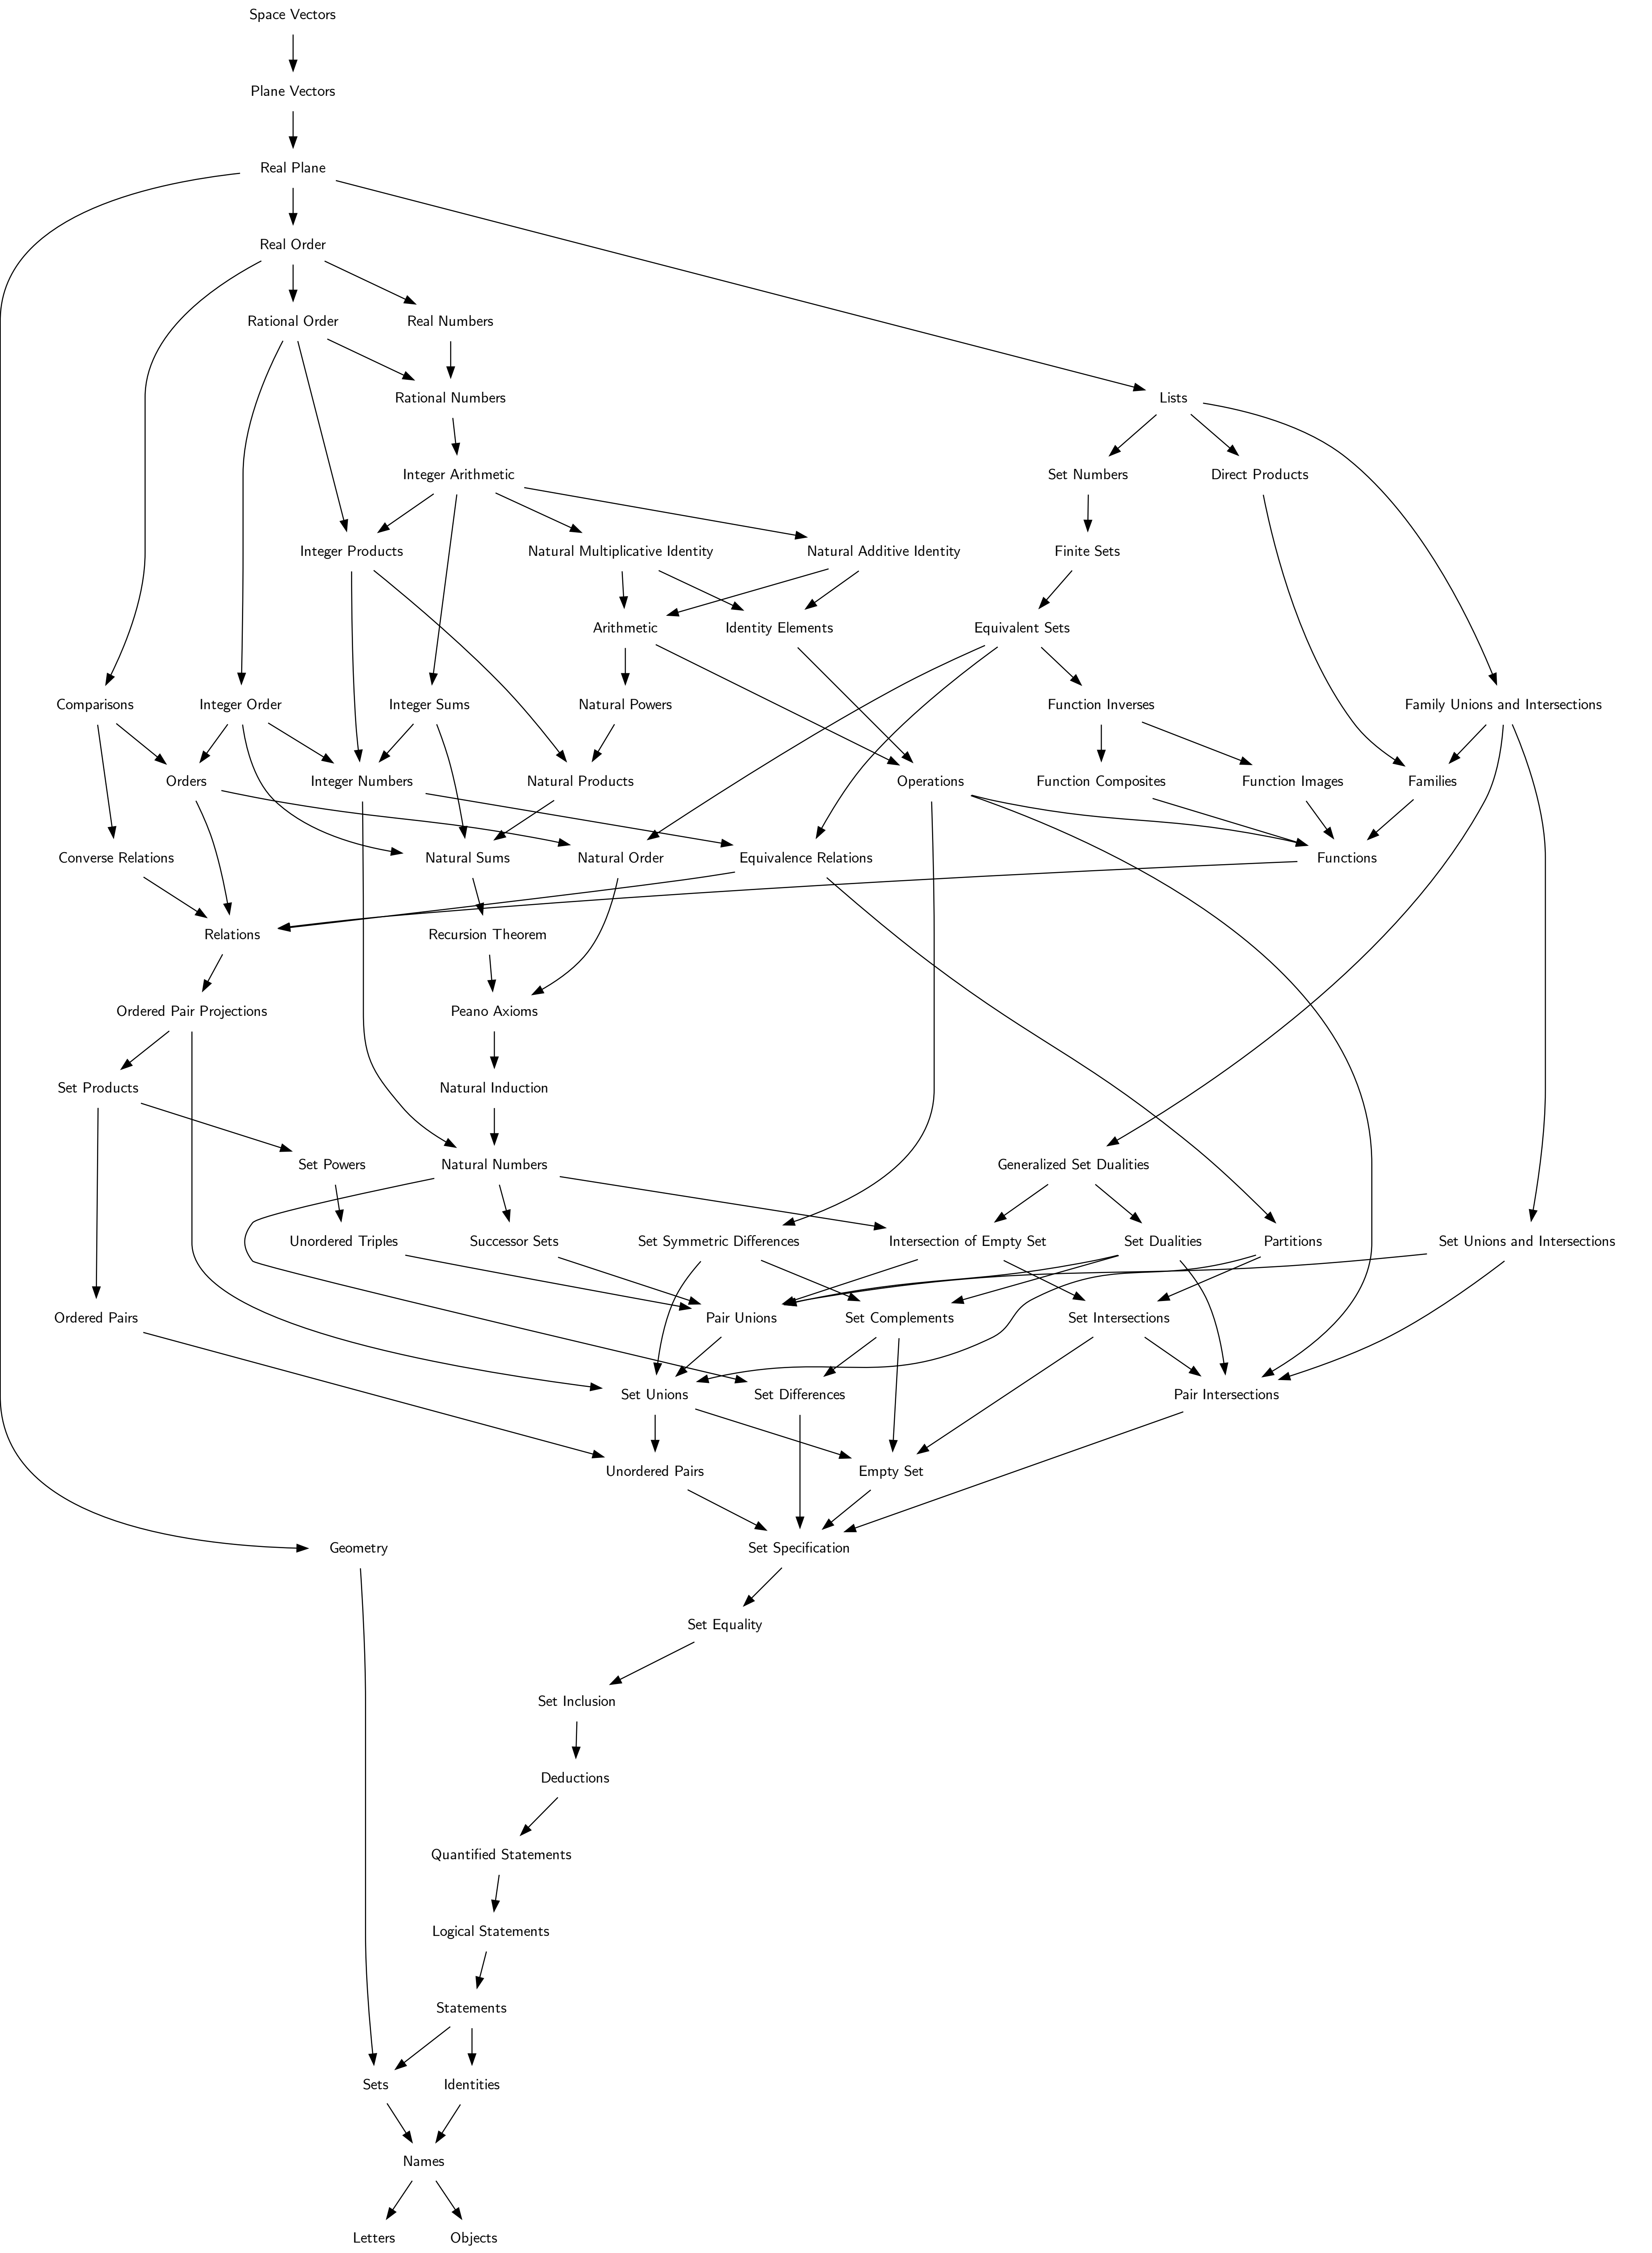 Space Vectors
Plane Vectors
Real Plane
Real Order
Rational Order
Real Numbers
Rational Numbers
Lists
Integer Arithmetic
Set Numbers
Direct Products
Integer Products
Natural Multiplicative Identity
Natural Additive Identity
Finite Sets
Arithmetic
Identity Elements
Equivalent Sets
Comparisons
Integer Order
Integer Sums
Natural Powers
Function Inverses
Family Unions and Intersections
Orders
Integer Numbers
Natural Products
Operations
Function Composites
Function Images
Families
Converse Relations
Natural Sums
Natural Order
Equivalence Relations
Functions
Relations
Recursion Theorem
Ordered Pair Projections
Peano Axioms
Set Products
Natural Induction
Set Powers
Natural Numbers
Generalized Set Dualities
Unordered Triples
Successor Sets
Set Symmetric Differences
Intersection of Empty Set
Set Dualities
Partitions
Set Unions and Intersections
Ordered Pairs
Pair Unions
Set Complements
Set Intersections
Set Unions
Set Differences
Pair Intersections
Unordered Pairs
Empty Set
Geometry
Set Specification
Set Equality
Set Inclusion
Deductions
Quantified Statements
Logical Statements
Statements
Sets
Identities
Names
Letters
Objects